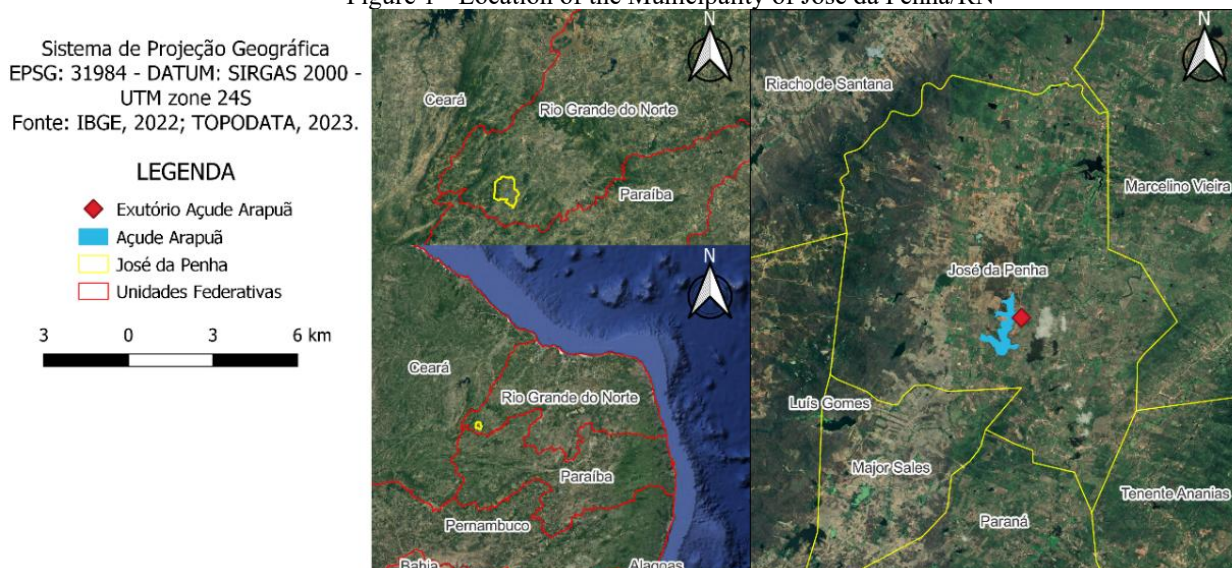 Figure 1 - Location of the Municipality of José da Penha/RN
Sistema de Projeção Geográfica
EPSG: 31984 - DATUM: SIRGAS 2000 -
UTM zone 24S
Fonte: IBGE, 2022; TOPODATA, 2023.
LEGENDA
Exutório Açude Arapuã
Açude Arapuã
José da Penha
Unidades Federativas
3 0 3 6 km
N
Ceará
Rio Grande do Norte
Paraíba
N
Ceará
Rio Grande do Norte
Paraíba
Pernambuco
Bahia
Alagoas
N
Riacho de Santana
Marcelino Vieira
José da Penha
Luís Gomes
Major Sales
Tenente Ananias
Paraná